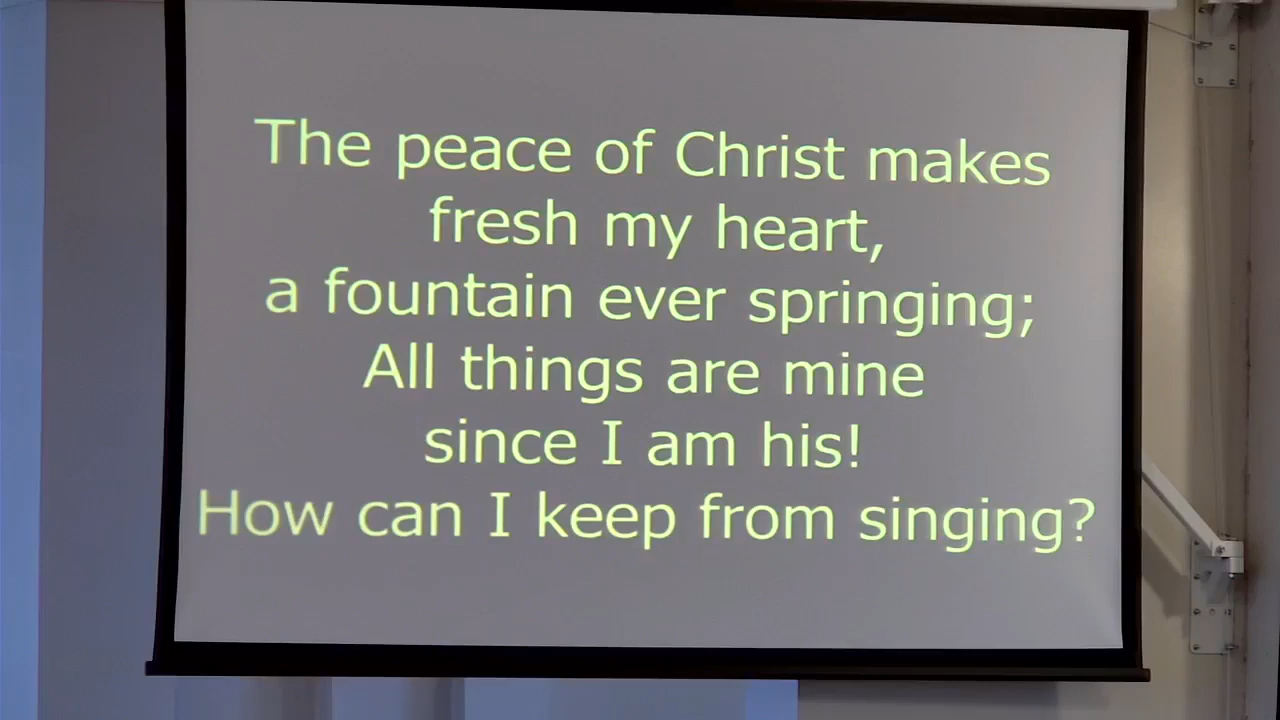 The peace of Christ makes
fresh my heart,
a fountain ever springing;
All things are mine
since I am his!
How can I keep from singing?